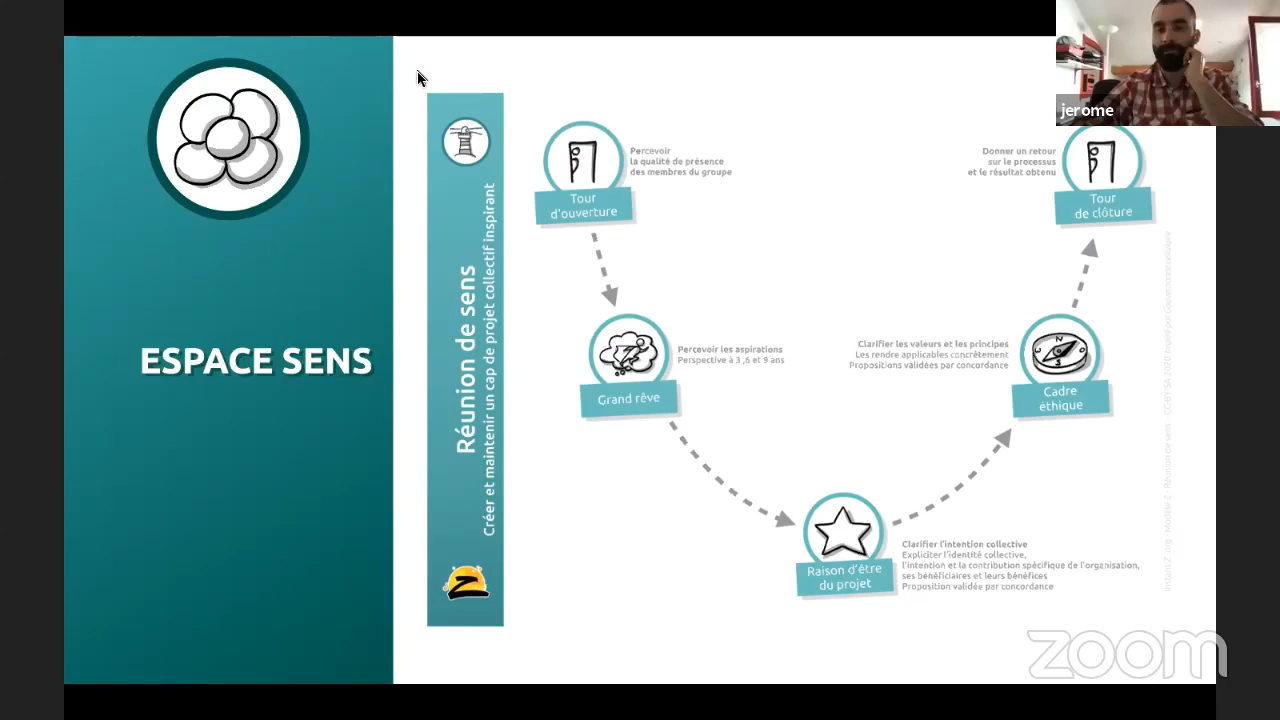 jerome
ESPACE SENS
Réunion de sens
Créer et maintenir un cap de projet collectif inspirant
Z
Tour
d'ouverture
Percevoir
la qualité de présence
des membres du groupe
Grand rêve
Percevoir les aspirations
Perspective à 3 ,6 et 9 ans
Raison d'être
du projet
Clarifier l'intention collective
Expliciter l'identité collective,
l'intention et la contribution spécifique de l'organisation,
ses bénéficiaires et leurs bénéfices
Proposition validée par concordance
Clarifier les valeurs et les principes
Les rendre applicables concrètement
Propositions validées par concordance
N
Cadre
éthique
Donner un retour
sur le processus
et le résultat obtenu
Tour
de clôture
zoom